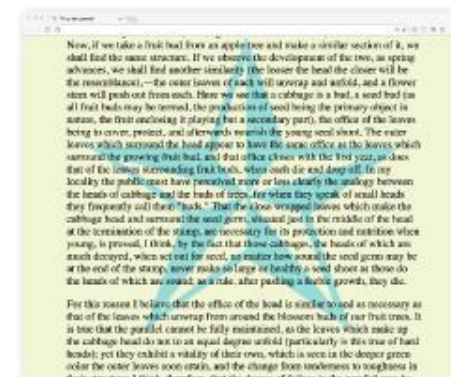 Now, if we take a fruit bud from an apple tree and make a similar section of it, we
shall find the same structure. If we observe the development of the two, as spring
advances, we shall find another similarity (the looser the head the closer will be
the resemblance),—the outer leaves of each will unwrap and unfold, and a flower
stem will push out from each. Here we see that a cabbage is a bud, a seed bud (as
all fruit buds may be termed, the production of seed being the primary object in
nature, the fruit enclosing it playing but a secondary part), the office of the leaves
being to cover, protect, and afterwards nourish the young seed shoot. The outer
leaves which surround the head appear to have the same office as the leaves which
surround the growing fruit bud, and that office closes with the first year, as does
that of the leaves surrounding fruit buds, when each die and drop off. In my
locality the public must have perceived more or less clearly the analogy between
the heads of cabbage and the buds of trees, for when they speak of small heads
they frequently call them "buds." That the close wrapped leaves which make the
cabbage head and surround the seed germ, situated just in the middle of the head
at the termination of the stump, are necessary for its protection and nutrition when
young, is proved, I think, by the fact that those cabbages, the heads of which are
much decayed, when set out for seed, no matter how sound the seed germ may be
at the end of the stump, never make so large or healthy a seed shoot as those do
the heads of which are sound; as a rule, after pushing a feeble growth, they die.
For this reason I believe that the office of the head is similar to and as necessary as
that of the leaves which unwrap from around the blossom buds of our fruit trees. It
is true that the parallel cannot be fully maintained, as the leaves which make up
the cabbage head do not to an equal degree unfold (particularly is this true of hard
heads); yet they exhibit a vitality of their own, which is seen in the deeper green
color the outer leaves soon attain, and the change from tenderness to toughness in